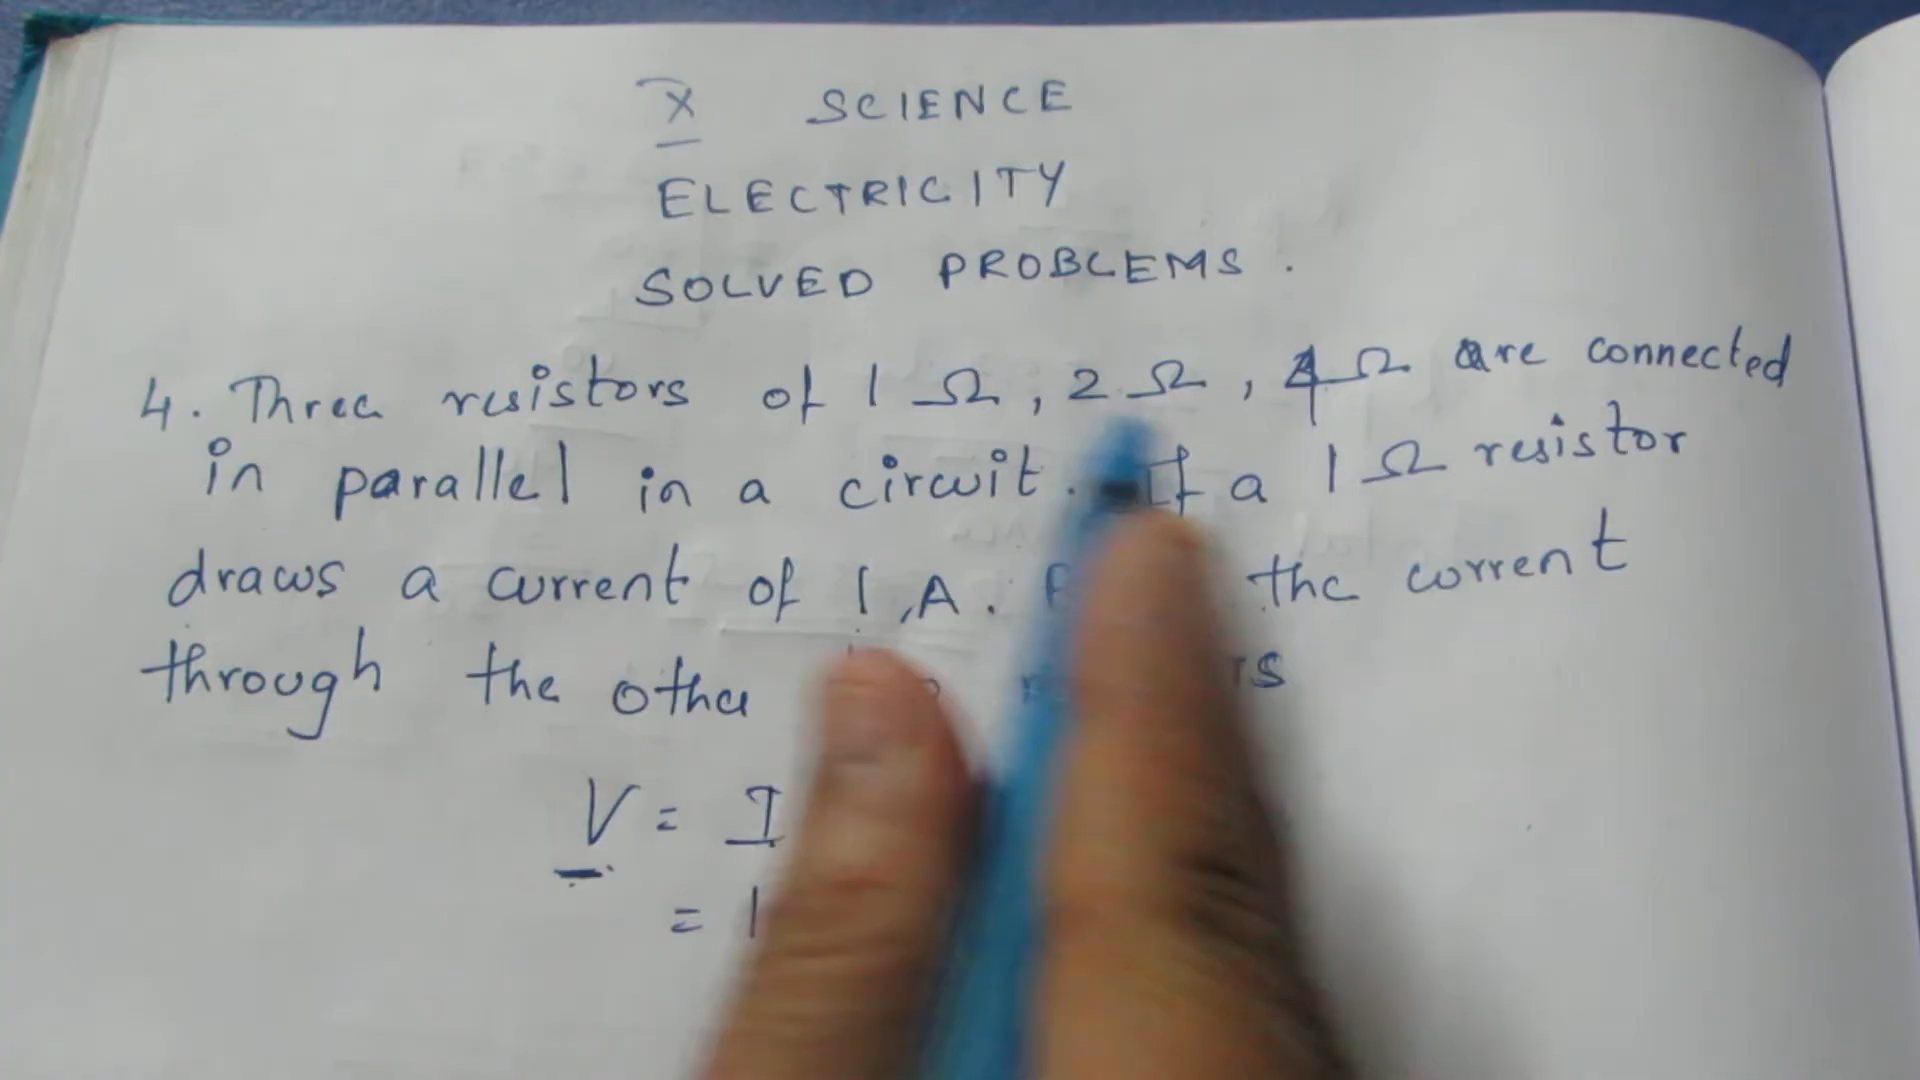 X SCIENCE
ELECTRICITY
SOLVED PROBLEMS.
4. Three resistors of 1 Ω, 2 Ω, 4 Ω are connected
in parallel in a circuit. If a 1 Ω resistor
draws a current of 1 A. the current
through the other
V = I
= 1